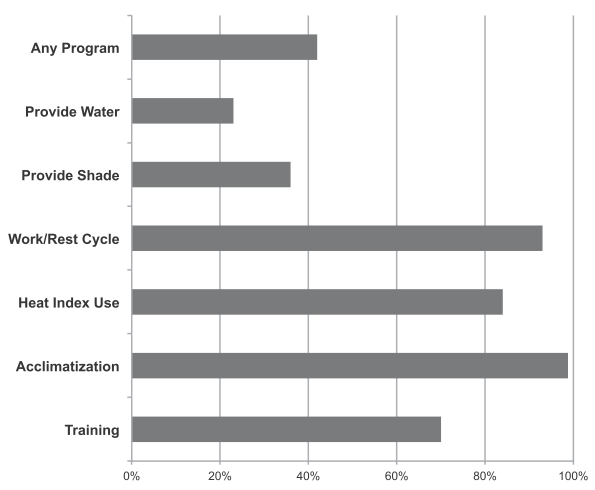 Any Program
Provide Water
Provide Shade
Work/Rest Cycle
Heat Index Use
Acclimatization
Training
0% 20% 40% 60% 80% 100%